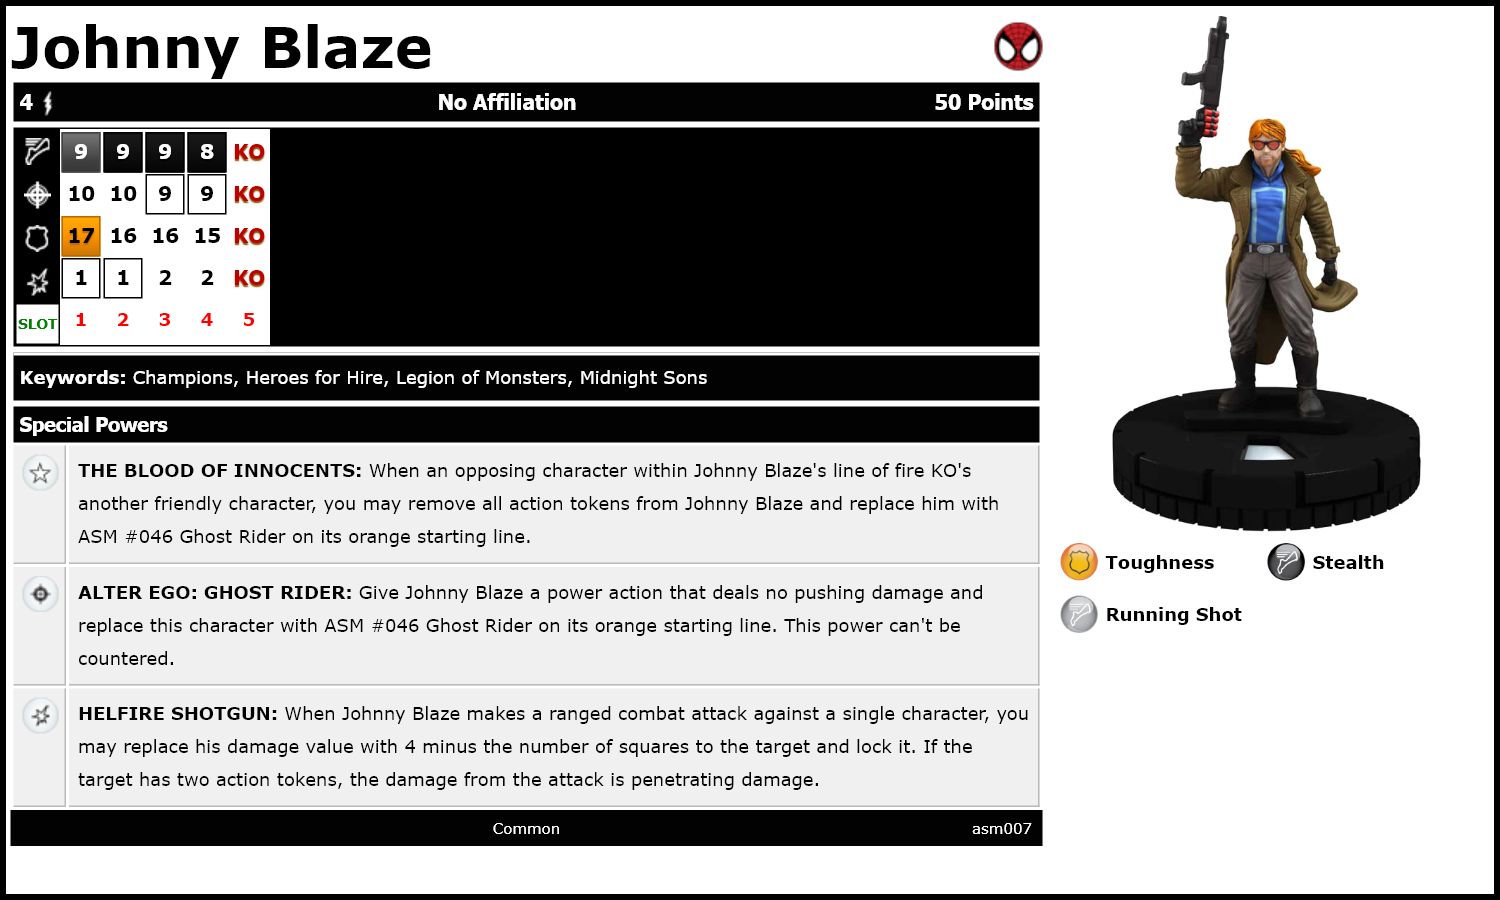 Johnny Blaze
4 No Affiliation 50 Points
9 9 9 8 KO
10 10 9 9 KO
17 16 16 15 KO
1 1 2 2 KO
SLOT 1 2 3 4 5
Keywords: Champions, Heroes for Hire, Legion of Monsters, Midnight Sons
Special Powers
THE BLOOD OF INNOCENTS: When an opposing character within Johnny Blaze's line of fire KO's
another friendly character, you may remove all action tokens from Johnny Blaze and replace him with
ASM #046 Ghost Rider on its orange starting line.
ALTER EGO: GHOST RIDER: Give Johnny Blaze a power action that deals no pushing damage and
replace this character with ASM #046 Ghost Rider on its orange starting line. This power can't be
countered.
HELFIRE SHOTGUN: When Johnny Blaze makes a ranged combat attack against a single character, you
may replace his damage value with 4 minus the number of squares to the target and lock it. If the
target has two action tokens, the damage from the attack is penetrating damage.
Common asm007
Toughness Stealth
Running Shot